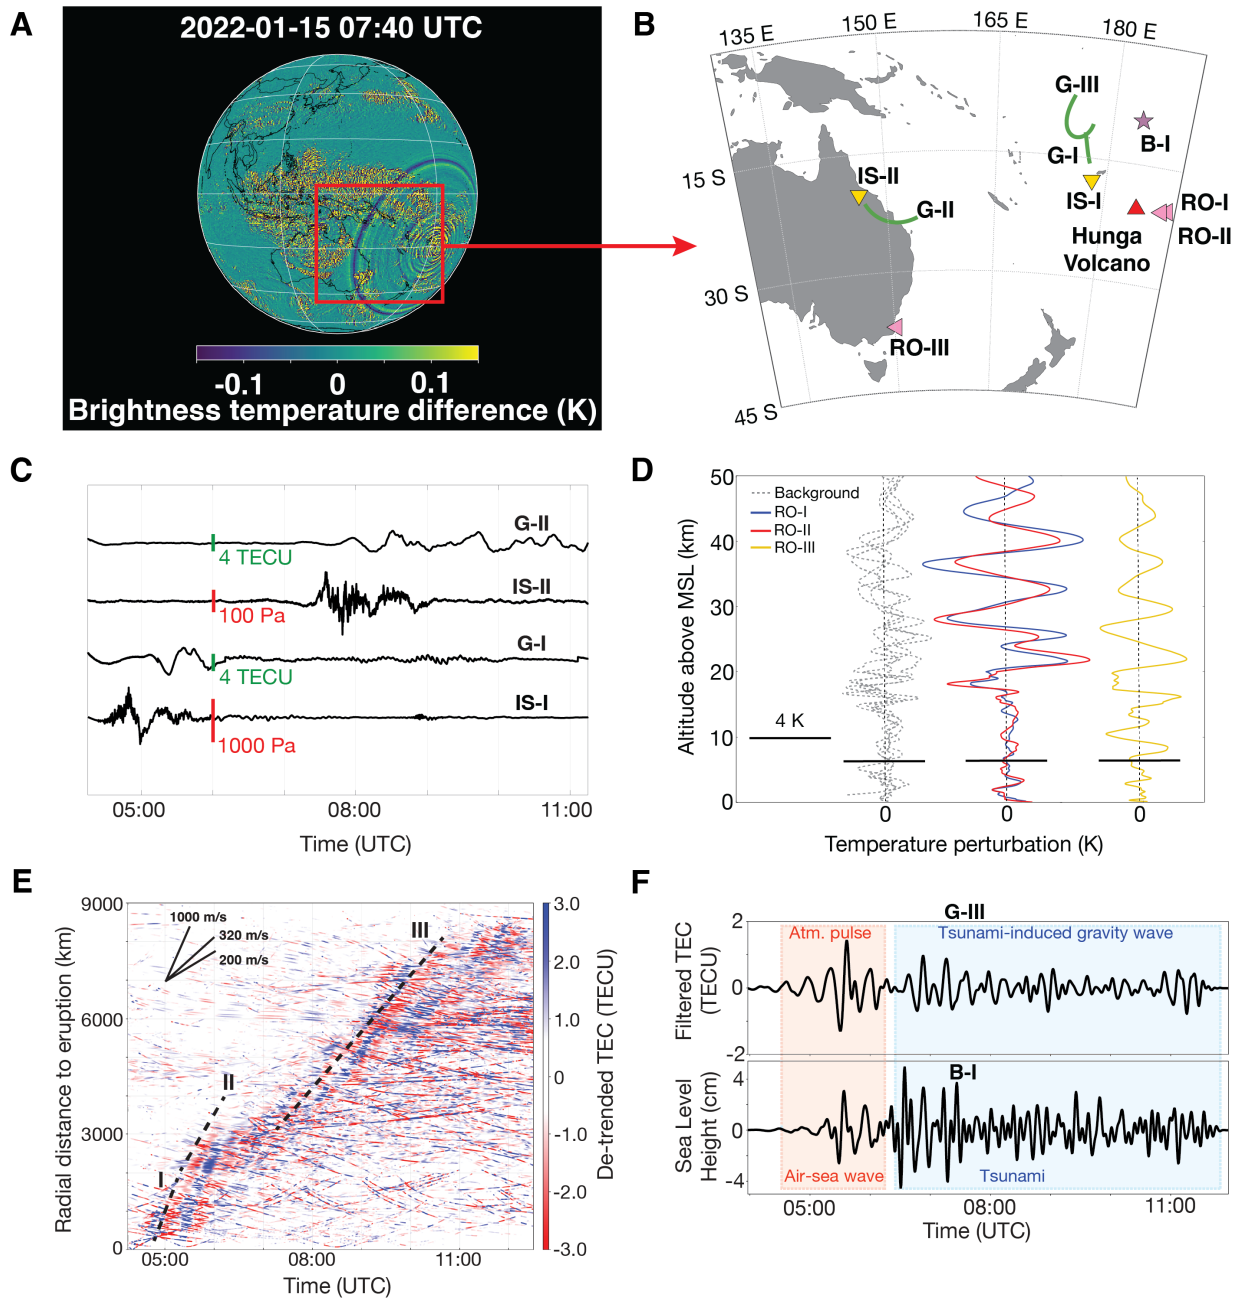 A
2022-01-15 07:40 UTC
-0.1 0 0.1
Brightness temperature difference (K)
B
135 E 150 E 165 E 180 E
15 S
30 S
45 S
G-III
B-I
G-I
IS-II
IS-I
G-II
RO-I
RO-II
Hunga
Volcano
RO-III
C
G-II
4 TECU
IS-II
100 Pa
G-I
4 TECU
IS-I
1000 Pa
05:00 08:00 11:00
Time (UTC)
D
Altitude above MSL (km)
50
40
30
20
10
0
Background
RO-I
RO-II
RO-III
4 K
0 0 0
Temperature perturbation (K)
E
Radial distance to eruption (km)
9000
6000
3000
0
1000 m/s
320 m/s
200 m/s
I
II
III
05:00 08:00 11:00
Time (UTC)
3.0
2.0
1.0
0
-1.0
-2.0
-3.0
De-trended TEC (TECU)
F
G-III
Filtered TEC
(TECU)
2
0
-2
Atm. pulse
Tsunami-induced gravity wave
B-I
Sea Level
Height (cm)
4
0
-4
Air-sea wave
Tsunami
05:00 08:00 11:00
Time (UTC)